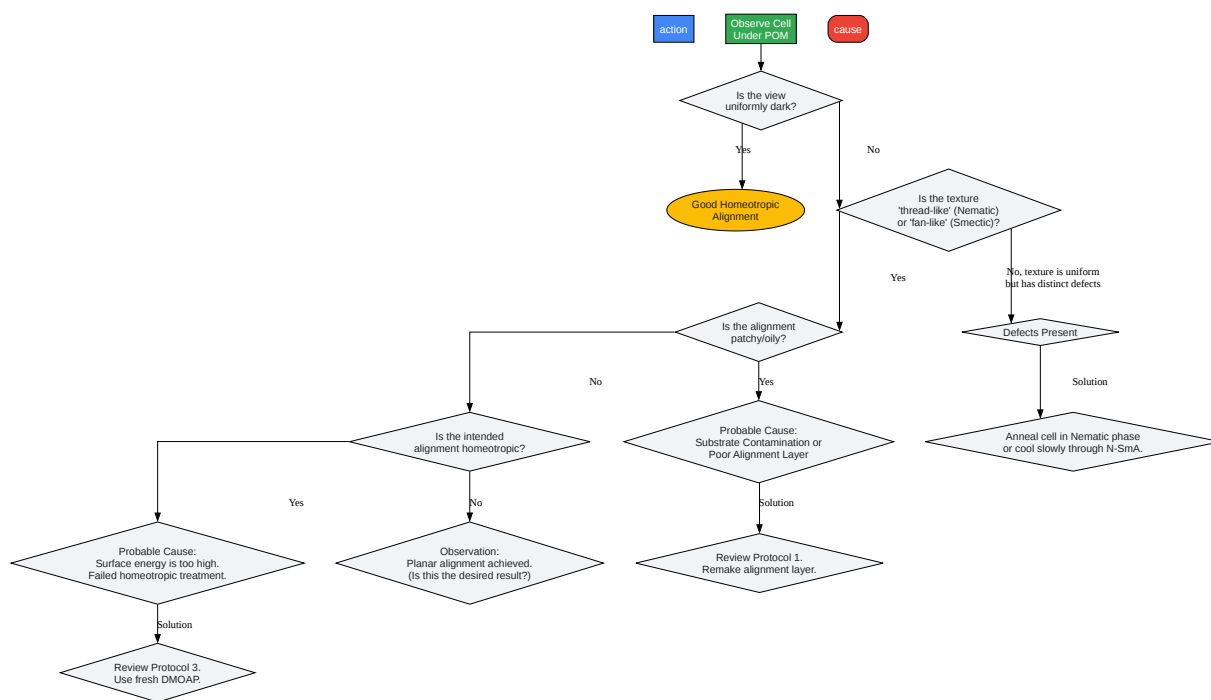 action
Observe Cell
Under POM
cause
Is the view
uniformly dark?
Yes
No
Good Homeotropic
Alignment
Is the texture
'thread-like' (Nematic)
or 'fan-like' (Smectic)?
Yes
No, texture is uniform
but has distinct defects
Is the alignment
patchy/oily?
Defects Present
No
Yes
Solution
Is the intended
alignment homeotropic?
Probable Cause:
Substrate Contamination or
Poor Alignment Layer
Anneal cell in Nematic phase
or cool slowly through N-SmA.
Yes
No
Solution
Probable Cause:
Surface energy is too high.
Failed homeotropic treatment.
Observation:
Planar alignment achieved.
(Is this the desired result?)
Review Protocol 1.
Remake alignment layer.
Solution
Review Protocol 3.
Use fresh DMOAP.